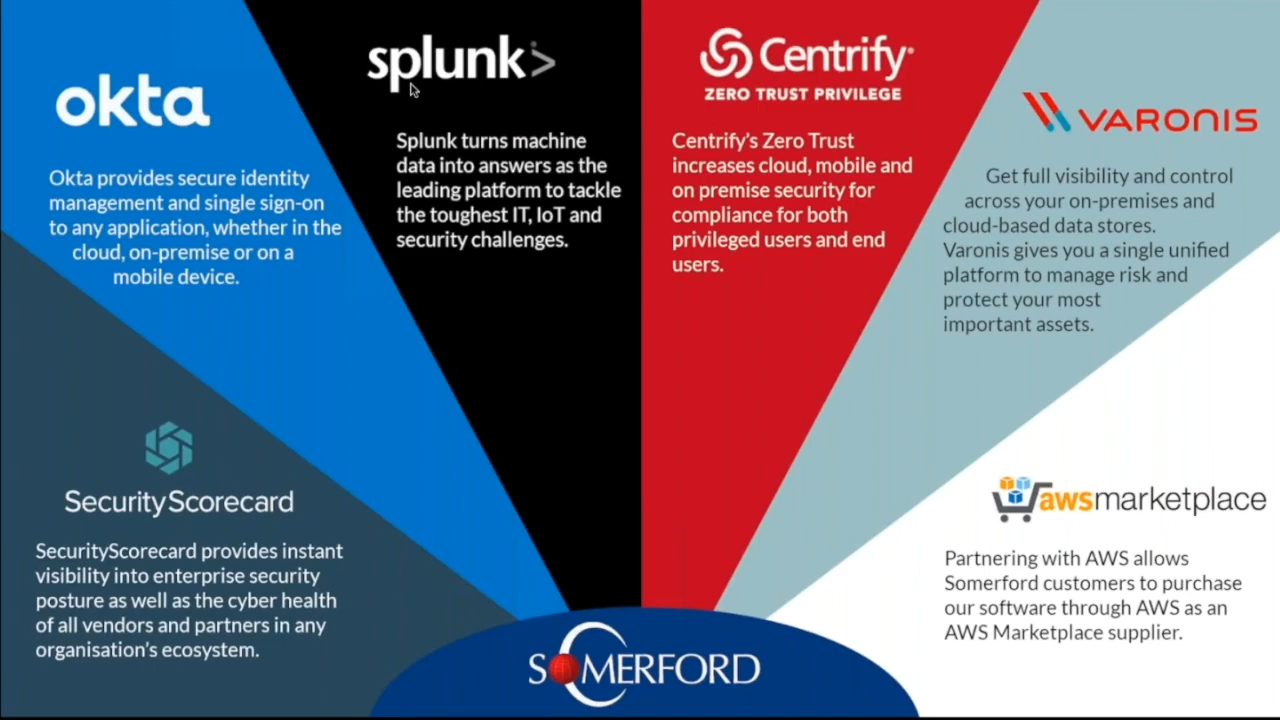 okta
Okta provides secure identity
management and single sign-on
to any application, whether in the
cloud, on-premise or on a
mobile device.
splunk>
Splunk turns machine
data into answers as the
leading platform to tackle
the toughest IT, IoT and
security challenges.
Centrify
ZERO TRUST PRIVILEGE
Centrify's Zero Trust
increases cloud, mobile and
on premise security for
compliance for both
privileged users and end
users.
VARONIS
Get full visibility and control
across your on-premises and
cloud-based data stores.
Varonis gives you a single unified
platform to manage risk and
protect your most
important assets.
SecurityScorecard
SecurityScorecard provides instant
visibility into enterprise security
posture as well as the cyber health
of all vendors and partners in any
organisation's ecosystem.
awsmarketplace
Partnering with AWS allows
Somerford customers to purchase
our software through AWS as an
AWS Marketplace supplier.
SOMERFORD